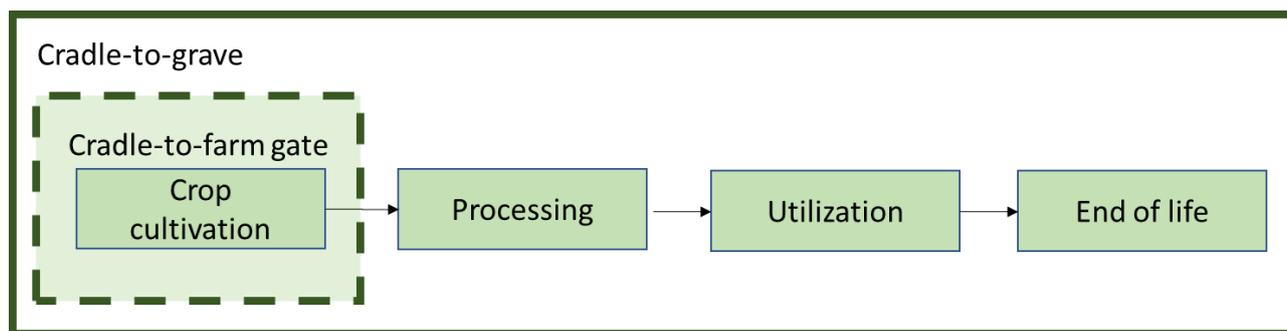 Cradle-to-grave
Cradle-to-farm gate
Crop
cultivation
Processing
Utilization
End of life